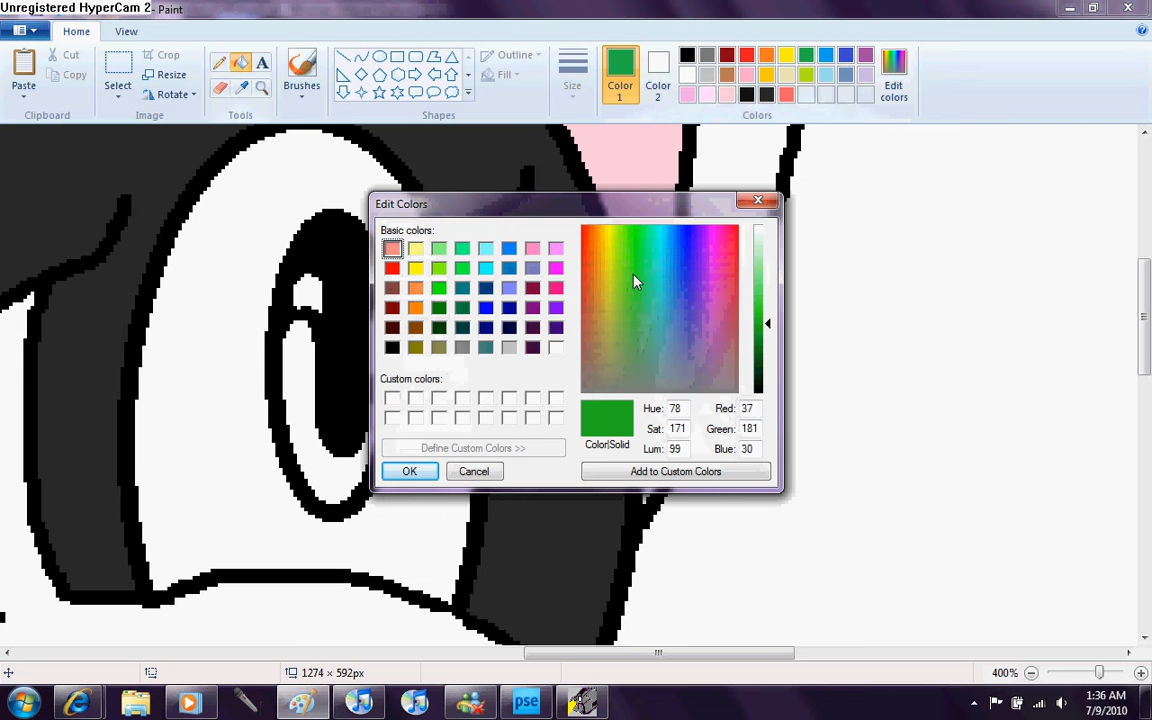 Unregistered HyperCam 2 - Paint
Home
View
Paste
Cut
Copy
Clipboard
Select
Crop
Resize
Rotate
Image
A
Tools
Brushes
Outline
Fill
Shapes
Size
Color
1
Color
2
Edit
colors
Colors
Edit Colors
Basic colors:
Custom colors:
Define Custom Colors >>
OK
Cancel
Color|Solid
Hue: 78
Sat: 171
Lum: 99
Red: 37
Green: 181
Blue: 30
Add to Custom Colors
1274 × 592px
400%
pse
1:36 AM
7/9/2010